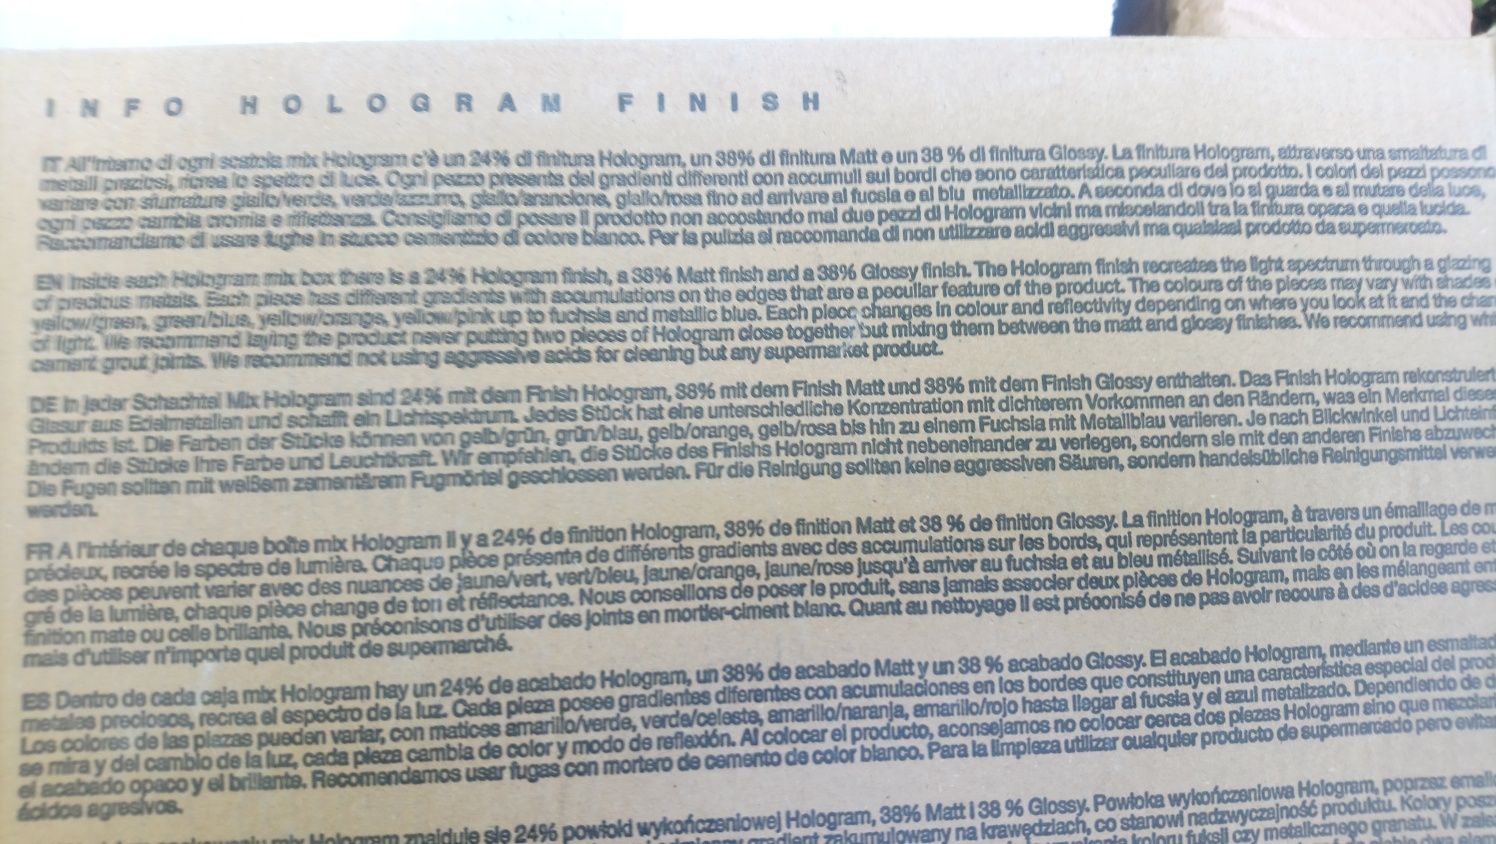 INFO HOLOGRAM FINISH
IT All'interno di ogni scatola mix Hologram c'è un 24% di finitura Hologram, un 38% di finitura Matt e un 38 % di finitura Glossy. La finitura Hologram, attraverso una smaltatura di
metalli preziosi, ricrea lo spettro di luce. Ogni pezzo presenta dei gradienti differenti con accumuli sui bordi che sono caratteristica peculiare del prodotto. I colori dei pezzi possono
variare con sfumature giallo/verde, verde/azzurro, giallo/arancione, giallo/rosa fino ad arrivare al fucsia e al blu metallizzato. A seconda di dove lo si guarda e al mutare della luce,
ogni pezzo cambia cromia e riflettanza. Consigliamo di posare il prodotto non accostando mai due pezzi di Hologram vicini ma miscelandoli tra la finitura opaca e quella lucida.
Raccomandiamo di usare fughe in stucco cementizio di colore bianco. Per la pulizia si raccomanda di non utilizzare acidi aggressivi ma qualsiasi prodotto da supermercato.
EN Inside each Hologram mix box there is a 24% Hologram finish, a 38% Matt finish and a 38% Glossy finish. The Hologram finish recreates the light spectrum through a glazing
of precious metals. Each piece has different gradients with accumulations on the edges that are a peculiar feature of the product. The colours of the pieces may vary with shades
yellow/green, green/blue, yellow/orange, yellow/pink up to fuchsia and metallic blue. Each piece changes in colour and reflectivity depending on where you look at it and the chan
of light. We recommend laying the product never putting two pieces of Hologram close together but mixing them between the matt and glossy finishes. We recommend using whi
cement grout joints. We recommend not using aggressive acids for cleaning but any supermarket product.
DE In jeder Schachtel Mix Hologram sind 24% mit dem Finish Hologram, 38% mit dem Finish Matt und 38% mit dem Finish Glossy enthalten. Das Finish Hologram rekonstruiert
Glasur aus Edelmetallen und schafft ein Lichtspektrum. Jedes Stück hat eine unterschiedliche Konzentration mit dichterem Vorkommen an den Rändern, was ein Merkmal diese
Produkts ist. Die Farben der Stücke können von gelb/grün, grün/blau, gelb/orange, gelb/rosa bis hin zu einem Fuchsia mit Metallblau variieren. Je nach Blickwinkel und Lichteinf
ändern die Stücke ihre Farbe und Leuchtkraft. Wir empfehlen, die Stücke des Finishs Hologram nicht nebeneinander zu verlegen, sondern sie mit den anderen Finishs abzuwech
Die Fugen sollten mit weißem zementärem Fugmörtel geschlossen werden. Für die Reinigung sollten keine aggressiven Säuren, sondern handelsübliche Reinigungsmittel verwe
werden.
FR A l'intérieur de chaque boîte mix Hologram il y a 24% de finition Hologram, 38% de finition Matt et 38 % de finition Glossy. La finition Hologram, à travers un émaillage de m
précieux, recrée le spectre de lumière. Chaque pièce présente de différents gradients avec des accumulations sur les bords, qui représentent la particularité du produit. Les cou
des pièces peuvent varier avec des nuances de jaune/vert, vert/bleu, jaune/orange, jaune/rose jusqu'à arriver au fuchsia et au bleu métallisé. Suivant le côté où on la regarde et
gré de la lumière, chaque pièce change de ton et réflectance. Nous conseillons de poser le produit, sans jamais associer deux pièces de Hologram, mais en les mélangeant ent
finition mate ou celle brillante. Nous préconisons d'utiliser des joints en mortier-ciment blanc. Quant au nettoyage il est préconisé de ne pas avoir recours à des d'acides agress
mais d'utiliser n'importe quel produit de supermarché.
ES Dentro de cada caja mix Hologram hay un 24% de acabado Hologram, un 38% de acabado Matt y un 38 % acabado Glossy. El acabado Hologram, mediante un esmaltad
metales preciosos, recrea el espectro de la luz. Cada pieza posee gradientes diferentes con acumulaciones en los bordes que constituyen una característica especial del prod
Los colores de las piazas pueden variar, con matices amarillo/verde, verde/celeste, amarillo/naranja, amarillo/rojo hasta llegar al fucsia y el azul metalizado. Dependiendo de d
se mira y del cambio de la luz, cada pieza cambia de color y modo de reflexión. Al colocar el producto, aconsejamos no colocar cerca dos piezas Hologram sino que mezclar
el acabado opaco y el brillante. Recomendamos usar fugas con mortero de cemento de color blanco. Para la limpieza utilizar cualquier producto de supermercado pero evitar
ácidos agresivos.
mix Hologram znajduje się 24% powłoki wykończeniowej Hologram, 38% Matt i 38 % Glossy. Powłoka wykończeniowa Hologram, poprzez emali
gradient zakumulowany na krawędziach, co stanowi nadzwyczajność produktu. Kolory posz
koloru fuksji czy metalicznego granatu. W zale